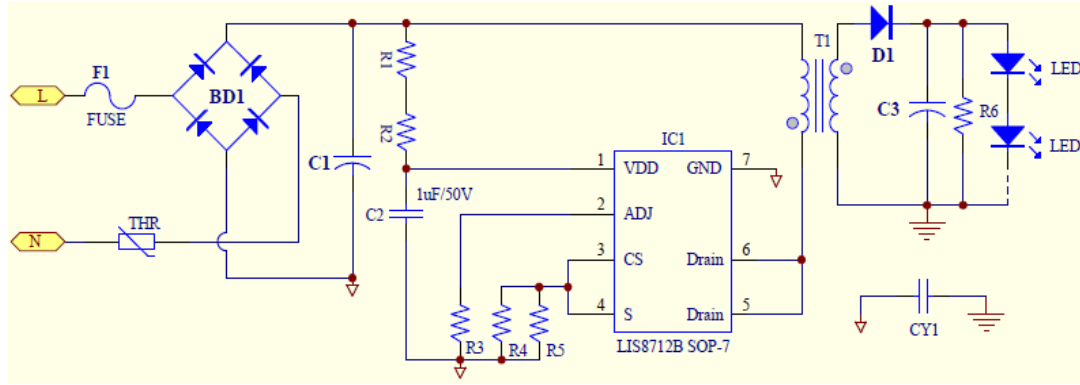 F1
L
FUSE
BD1
C1
N
THR
R1
R2
1uF/50V
C2
R3
R4
R5
IC1
1
VDD
GND
7
2
ADJ
3
CS
Drain
6
4
S
Drain
5
LIS8712B SOP-7
T1
D1
C3
R6
LED
LED
CY1